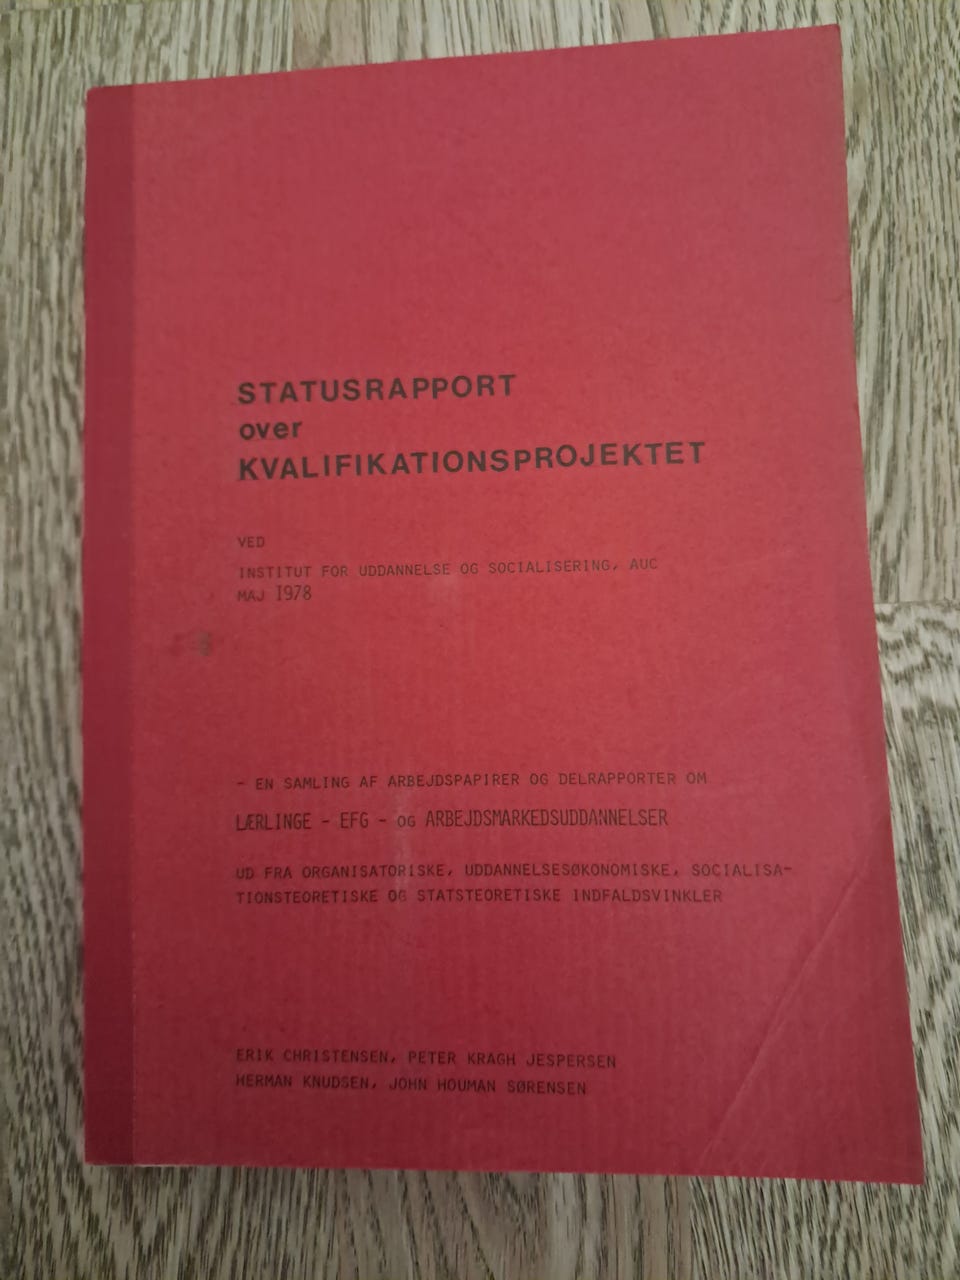 STATUSRAPPORT
over
KVALIFIKATIONSPROJEKTET
VED
INSTITUT FOR UDDANNELSE OG SOCIALISERING, AUC
MAJ 1978
- EN SAMLING AF ARBEJDSPAPIRER OG DELRAPPORTER OM
LÆRLINGE - EFG - OG ARBEJDSMARKEDSUDDANNELSER
UD FRA ORGANISATORISKE, UDDANNELSESØKONOMISKE, SOCIALISA-
TIONSTEORETISKE OG STATSTEORETISKE INDFALDSVINKLER
ERIK CHRISTENSEN, PETER KRAGH JESPERSEN
HERMAN KNUDSEN, JOHN HOUMAN SØRENSEN